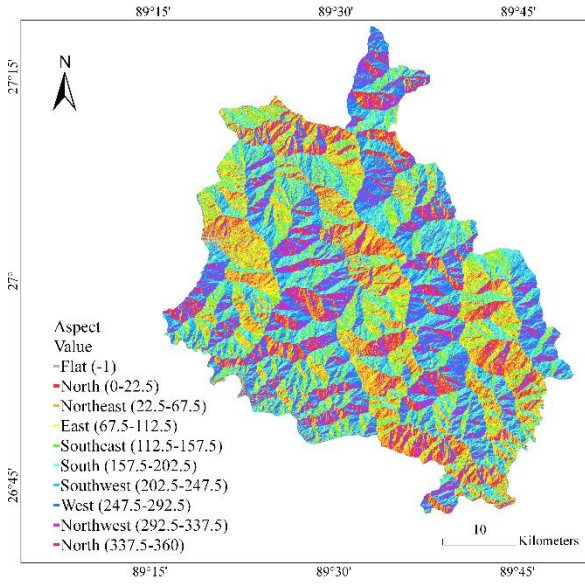 89°15' 89°30' 89°45'
N
27°15'
27°
26°45'
Aspect
Value
Flat (-1)
North (0-22.5)
Northeast (22.5-67.5)
East (67.5-112.5)
Southeast (112.5-157.5)
South (157.5-202.5)
Southwest (202.5-247.5)
West (247.5-292.5)
Northwest (292.5-337.5)
North (337.5-360)
10
Kilometers
89°15' 89°30' 89°45'